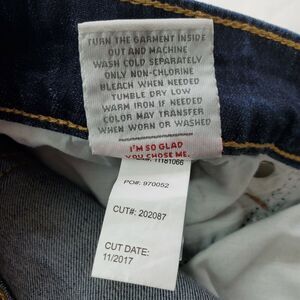 TURN THE GARMENT INSIDE
OUT AND MACHINE
WASH COLD SEPARATELY
ONLY NON-CHLORINE
BLEACH WHEN NEEDED
TUMBLE DRY LOW
WARM IRON IF NEEDED
COLOR MAY TRANSFER
WHEN WORN OR WASHED
I'M SO GLAD
YOU CHOSE ME.
11181066
PO#: 970052
CUT#: 202087
CUT DATE:
11/2017